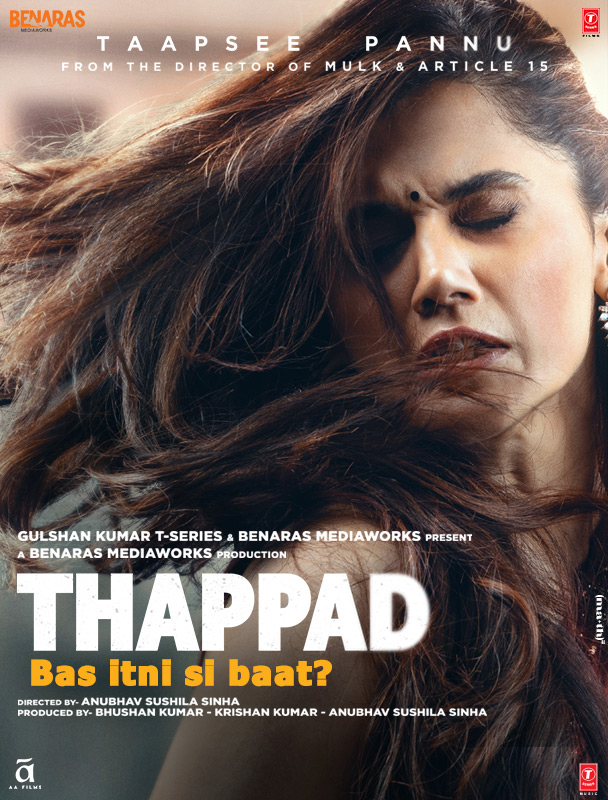 BENARAS
MEDIAWORKS
T
FILMS
TAAPSEE PANNU
FROM THE DIRECTOR OF MULK & ARTICLE 15
GULSHAN KUMAR T-SERIES & BENARAS MEDIAWORKS PRESENT
A BENARAS MEDIAWORKS PRODUCTION
THAPPAD
Bas itni si baat?
DIRECTED BY- ANUBHAV SUSHILA SINHA
PRODUCED BY- BHUSHAN KUMAR - KRISHAN KUMAR - ANUBHAV SUSHILA SINHA
ā
AA FILMS
T
MUSIC